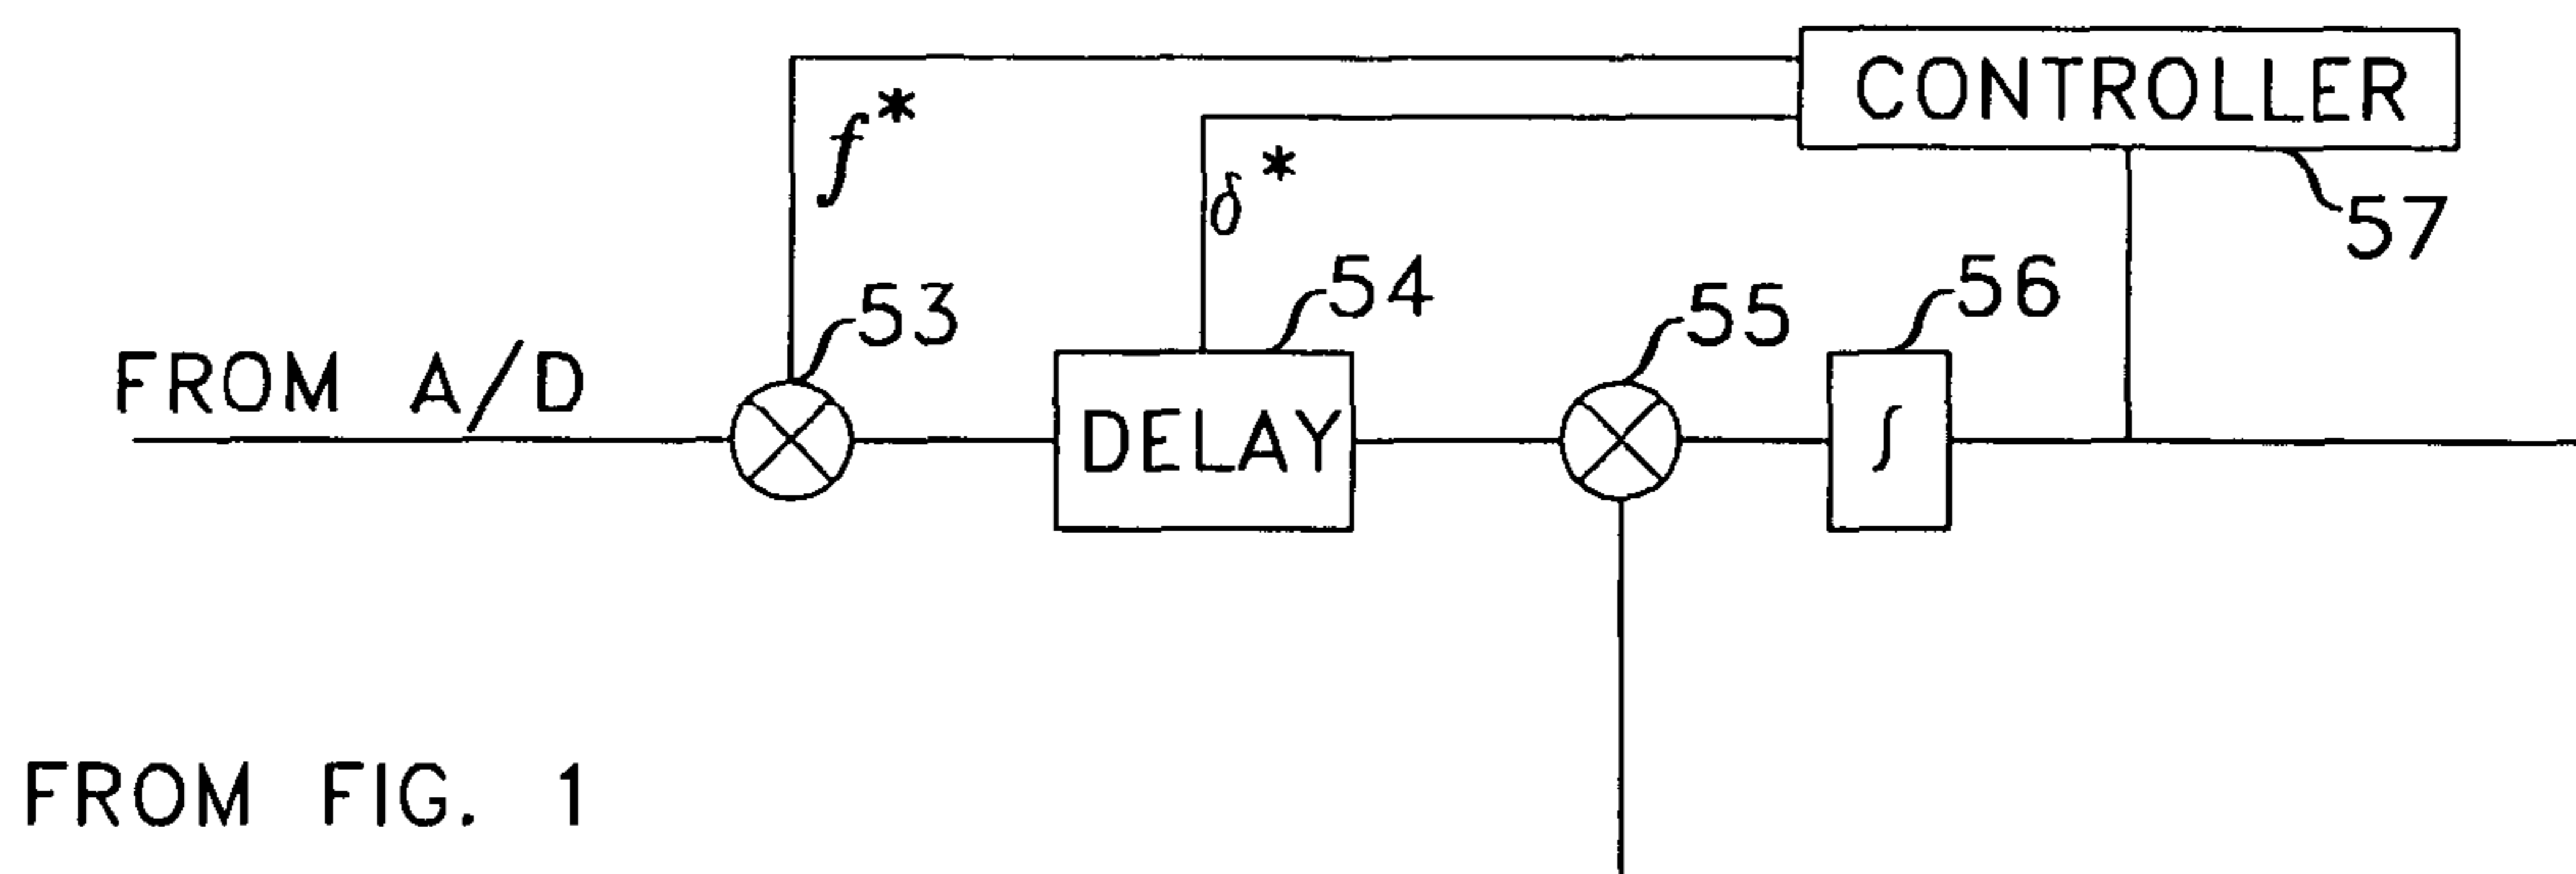 CONTROLLER
f*
δ*
57
54
53
55
56
FROM A/D
DELAY
∫
FROM FIG. 1